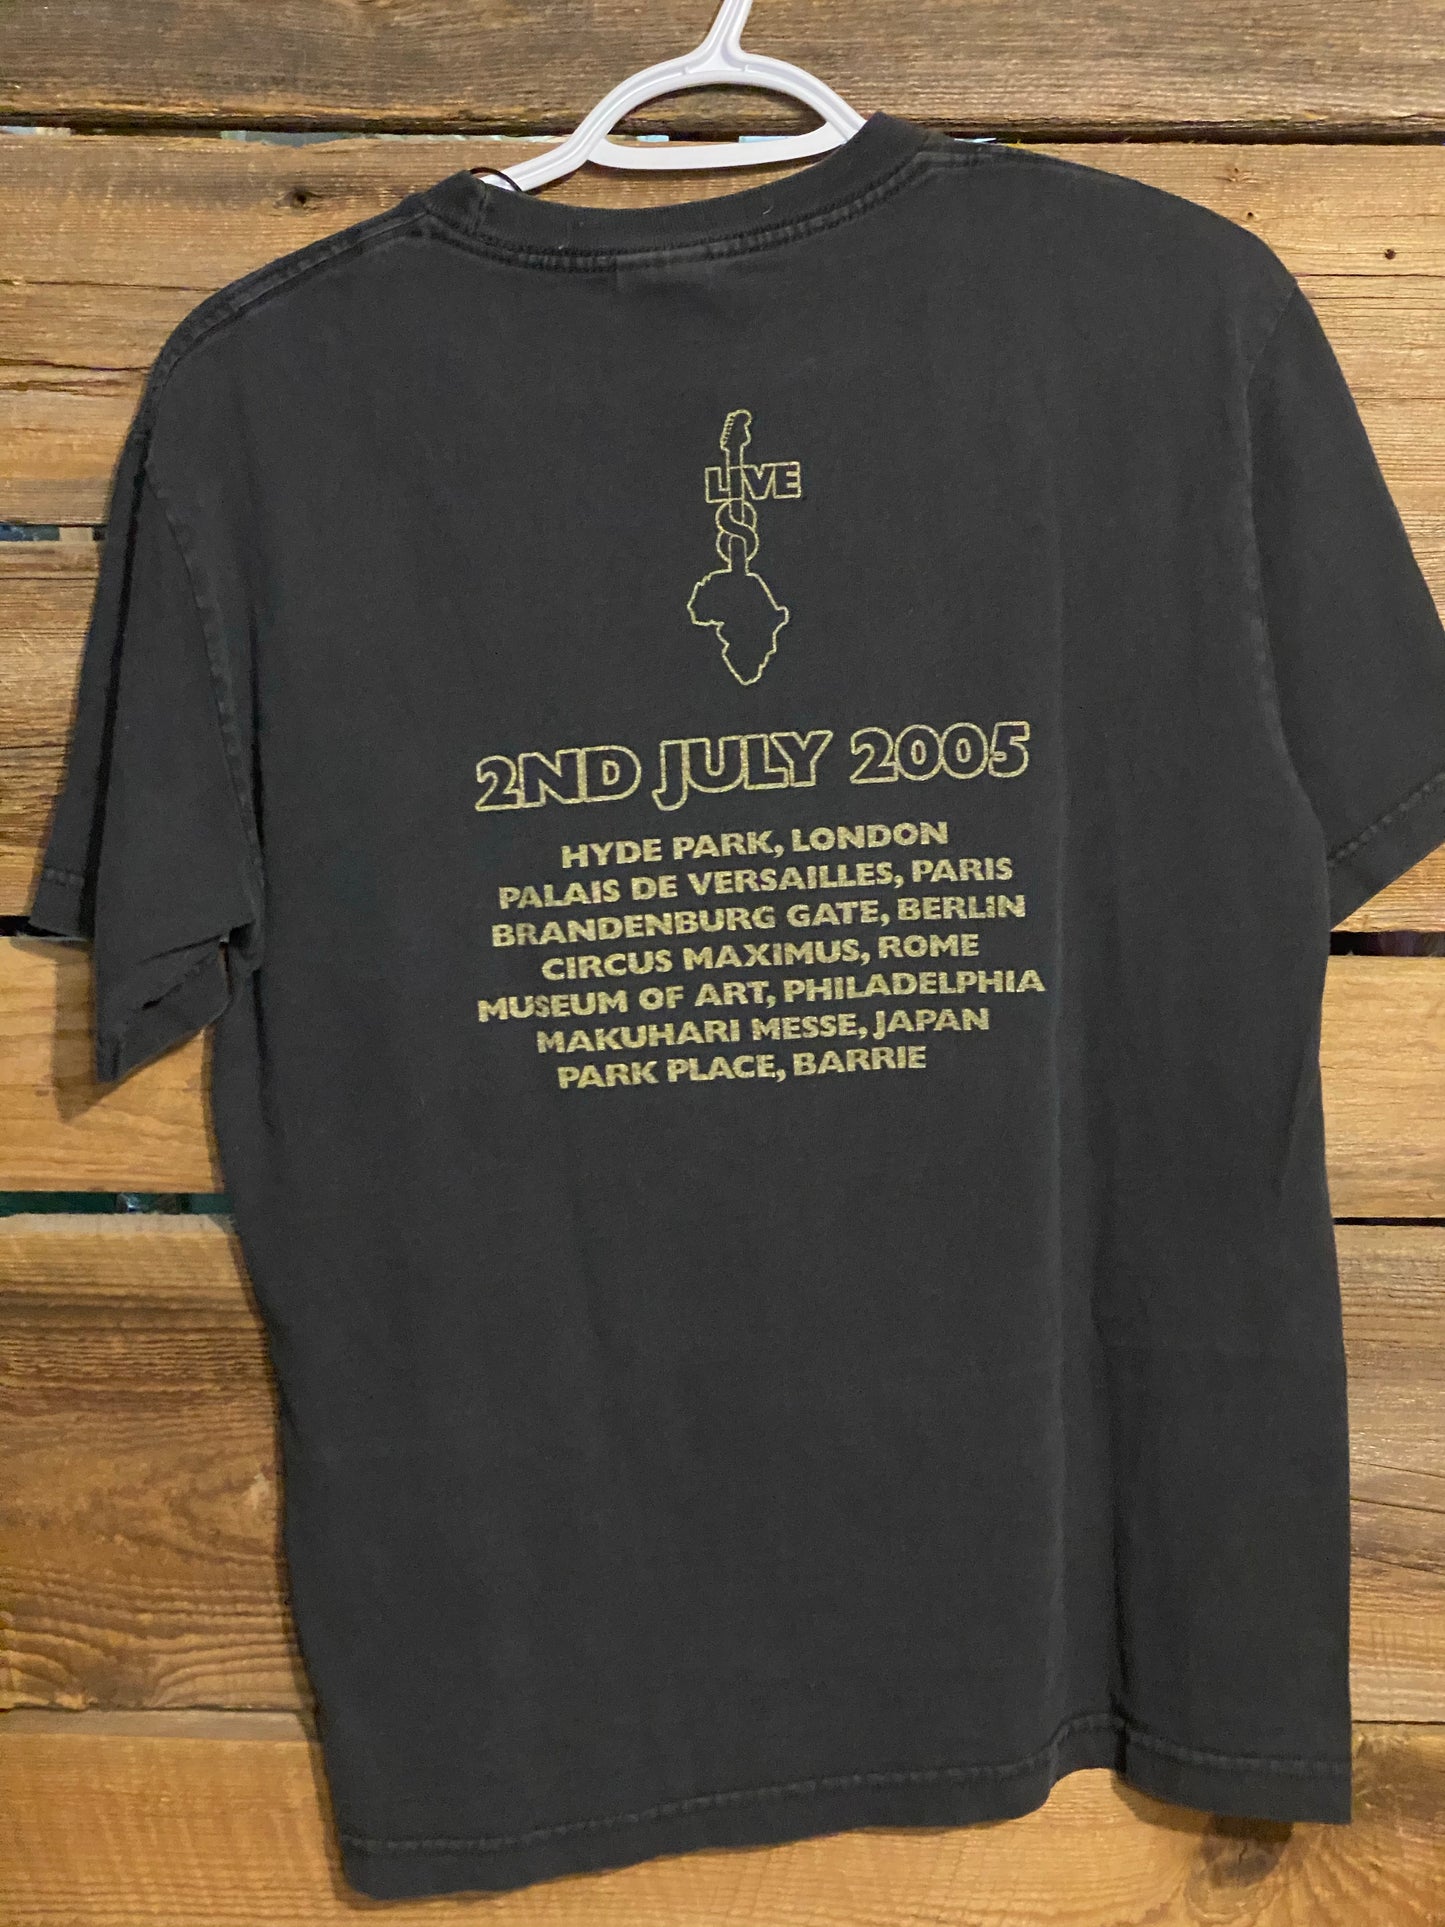 LIVE
8
2ND JULY 2005
HYDE PARK, LONDON
PALAIS DE VERSAILLES, PARIS
BRANDENBURG GATE, BERLIN
CIRCUS MAXIMUS, ROME
MUSEUM OF ART, PHILADELPHIA
MAKUHARI MESSE, JAPAN
PARK PLACE, BARRIE